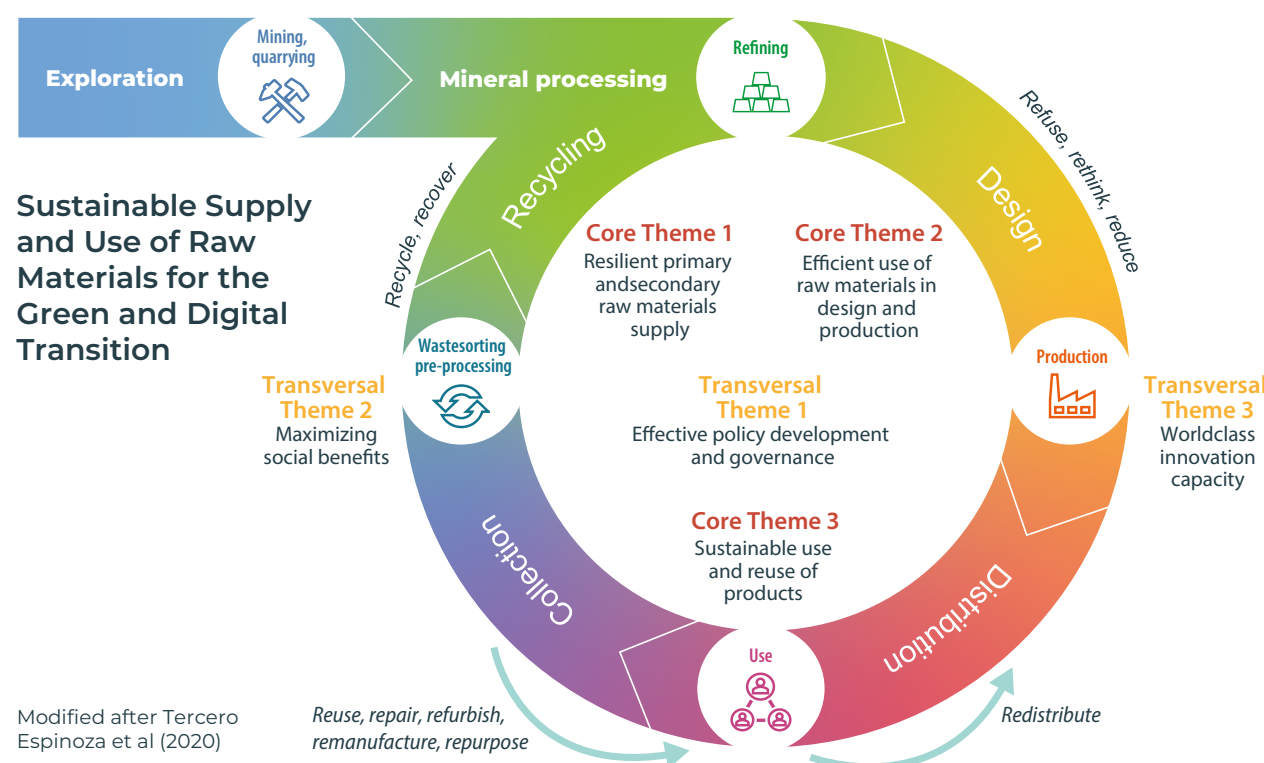 Exploration
Mining,
quarrying
Mineral processing
Refining
Recycling
Recycle, recover
Design
Refuse, rethink, reduce
Sustainable Supply
and Use of Raw
Materials for the
Green and Digital
Transition
Core Theme 1
Resilient primary
andsecondary
raw materials
supply
Core Theme 2
Efficient use of
raw materials in
design and
production
Wastesorting
pre-processing
Production
Transversal
Theme 2
Maximizing
social benefits
Transversal
Theme 1
Effective policy development
and governance
Transversal
Theme 3
Worldclass
innovation
capacity
Core Theme 3
Sustainable use
and reuse of
products
Collection
Distribution
Use
Reuse, repair, refurbish,
remanufacture, repurpose
Redistribute
Modified after Tercero
Espinoza et al (2020)